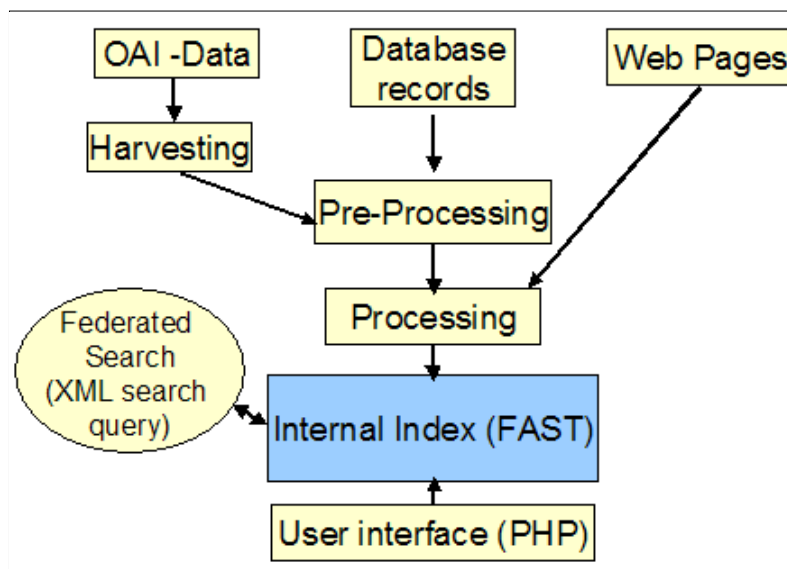 OAI -Data
Database
records
Web Pages
Harvesting
Pre-Processing
Processing
Federated
Search
(XML search
query)
Internal Index (FAST)
User interface (PHP)